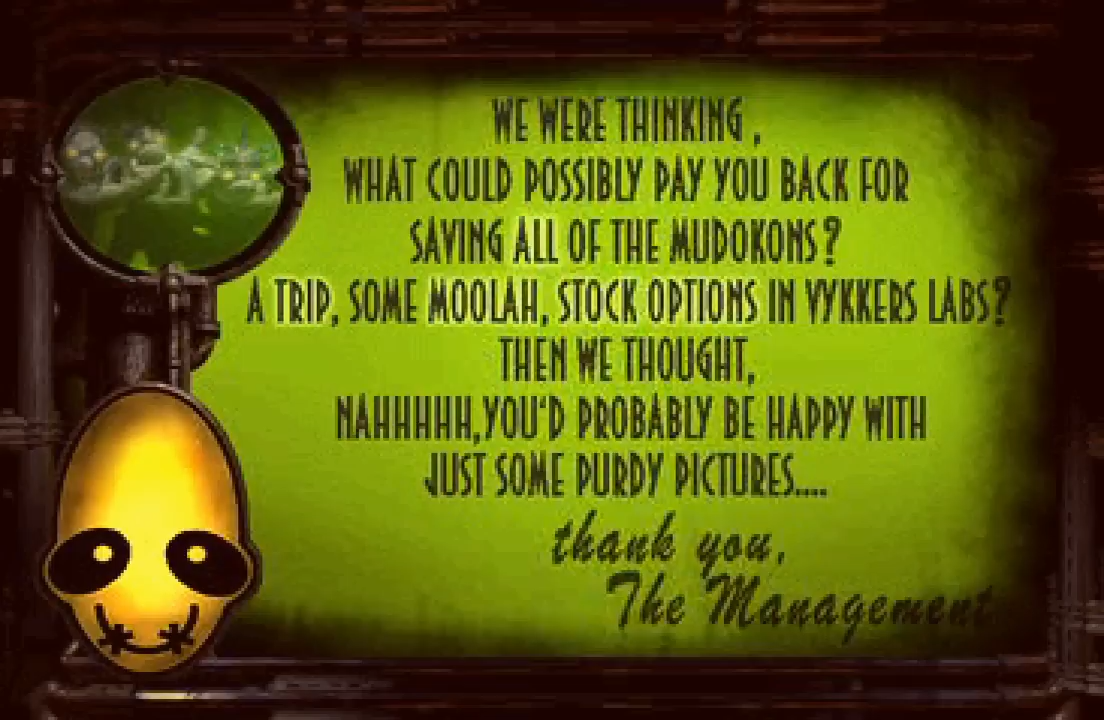 WE WERE THINKING ,
WHAT COULD POSSIBLY PAY YOU BACK FOR
SAVING ALL OF THE MUDOKONS?
A TRIP, SOME MOOLAH, STOCK OPTIONS IN VYKKERS LABS?
THEN WE THOUGHT,
NAHHHHH,YOU'D PROBABLY BE HAPPY WITH
JUST SOME PURDY PICTURES....
thank you,
The Management